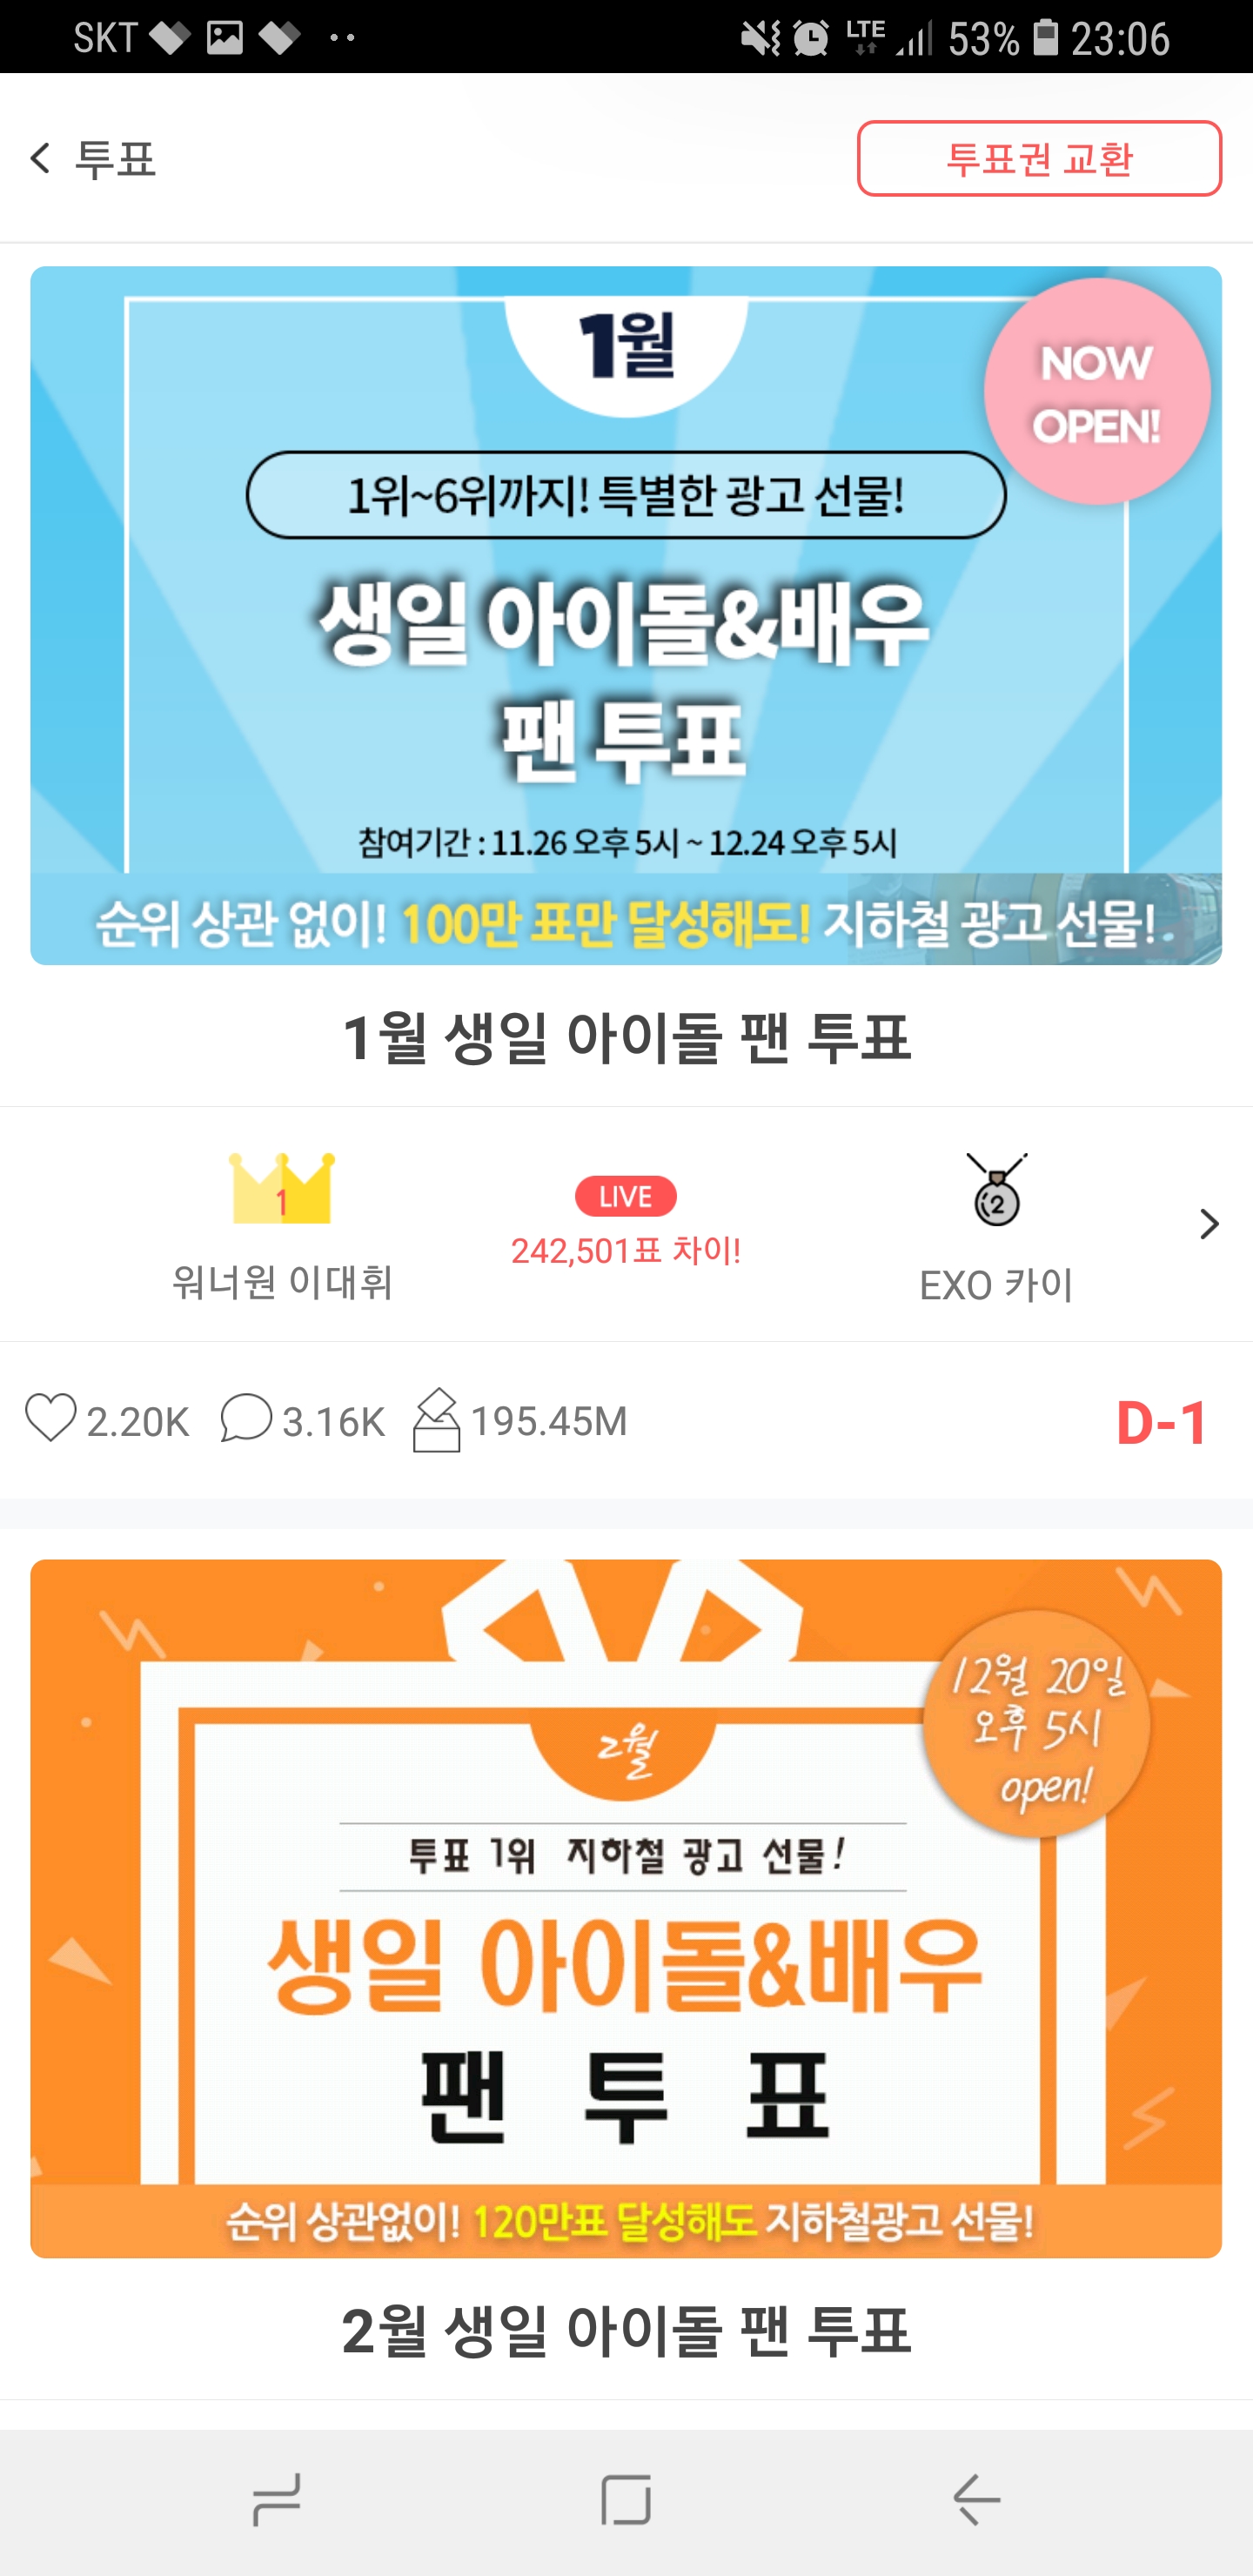 SKT LTE 53% 23:06
투표
투표권 교환
1월
NOW
OPEN!
1위~6위까지! 특별한 광고 선물!
생일 아이돌&배우
팬 투표
참여기간 : 11.26 오후 5시 ~ 12.24 오후 5시
순위 상관 없이! 100만 표만 달성해도! 지하철 광고 선물!
1월 생일 아이돌 팬 투표
1
워너원 이대휘
LIVE
242,501표 차이!
2
EXO 카이
2.20K 3.16K 195.45M D-1
12월 20일
오후 5시
open!
2월
투표 1위 지하철 광고 선물!
생일 아이돌&배우
팬 투 표
순위 상관없이! 120만표 달성해도 지하철광고 선물!
2월 생일 아이돌 팬 투표